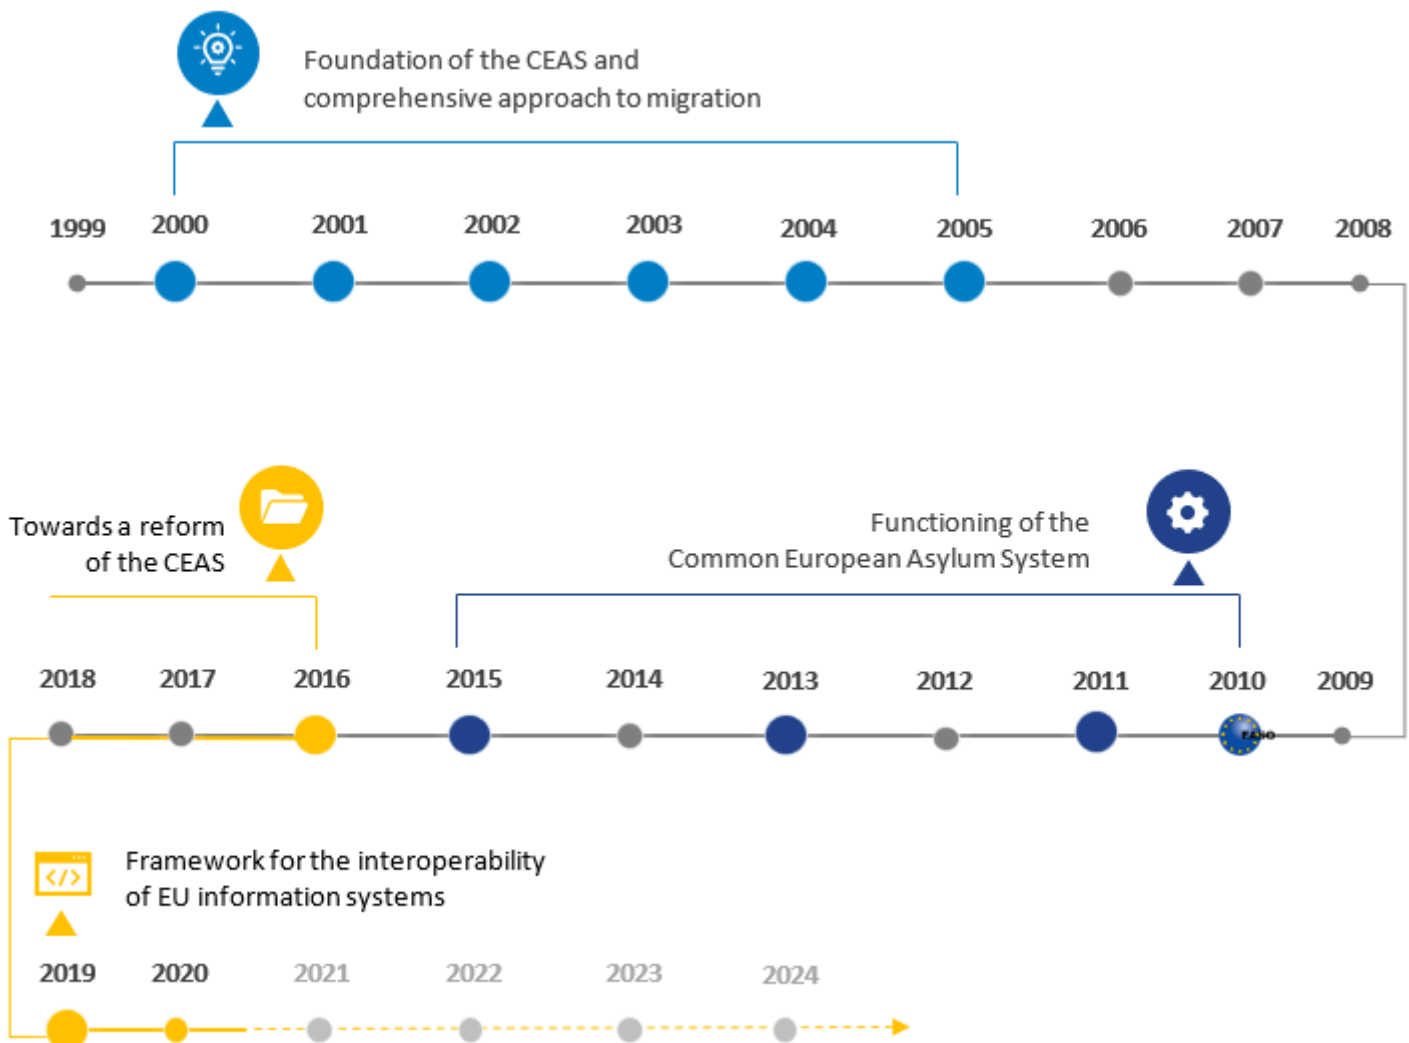 Foundation of the CEAS and
comprehensive approach to migration
1999 2000 2001 2002 2003 2004 2005 2006 2007 2008
Towards a reform
of the CEAS
Functioning of the
Common European Asylum System
2018 2017 2016 2015 2014 2013 2012 2011 2010 2009
EASO
</>
Framework for the interoperability
of EU information systems
2019 2020 2021 2022 2023 2024